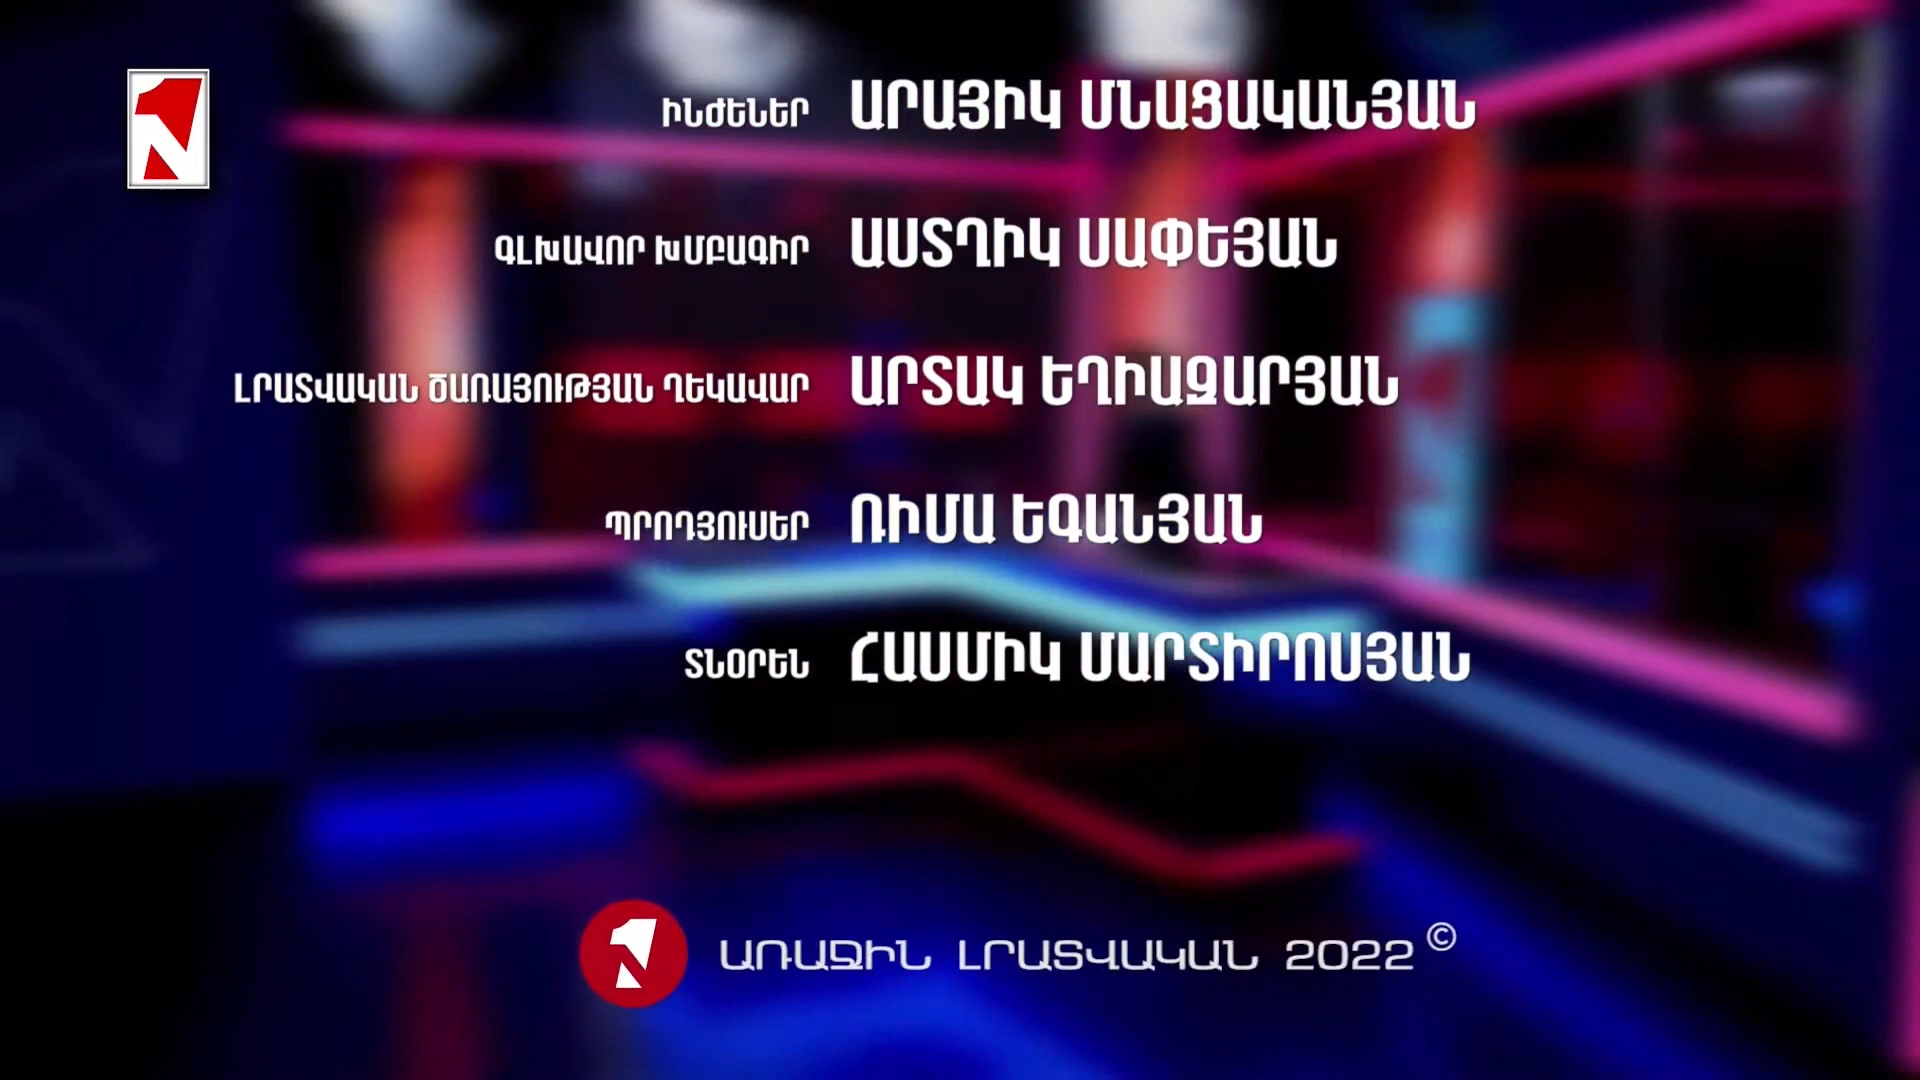 ԻՆԺԵՆԵՐ ԱՐԱՅԻԿ ՄՆԱՑԱԿԱՆՅԱՆ
ԳԼԽԱՎՈՐ ԽՄԲԱԳԻՐ ԱՍՏՂԻԿ ՍԱՓԵՅԱՆ
ԼՐԱՏՎԱԿԱՆ ԾԱՌԱՅՈՒԹՅԱՆ ՂԵԿԱՎԱՐ ԱՐՏԱԿ ԵՂԻԱԶԱՐՅԱՆ
ՊՐՈԴՅՈՒՍԵՐ ՌԻՄԱ ԵԳԱՆՅԱՆ
ՏՆՕՐԵՆ ՀԱՍՄԻԿ ՄԱՐՏԻՐՈՍՅԱՆ
1N ԱՌԱՋԻՆ ԼՐԱՏՎԱԿԱՆ 2022 ©